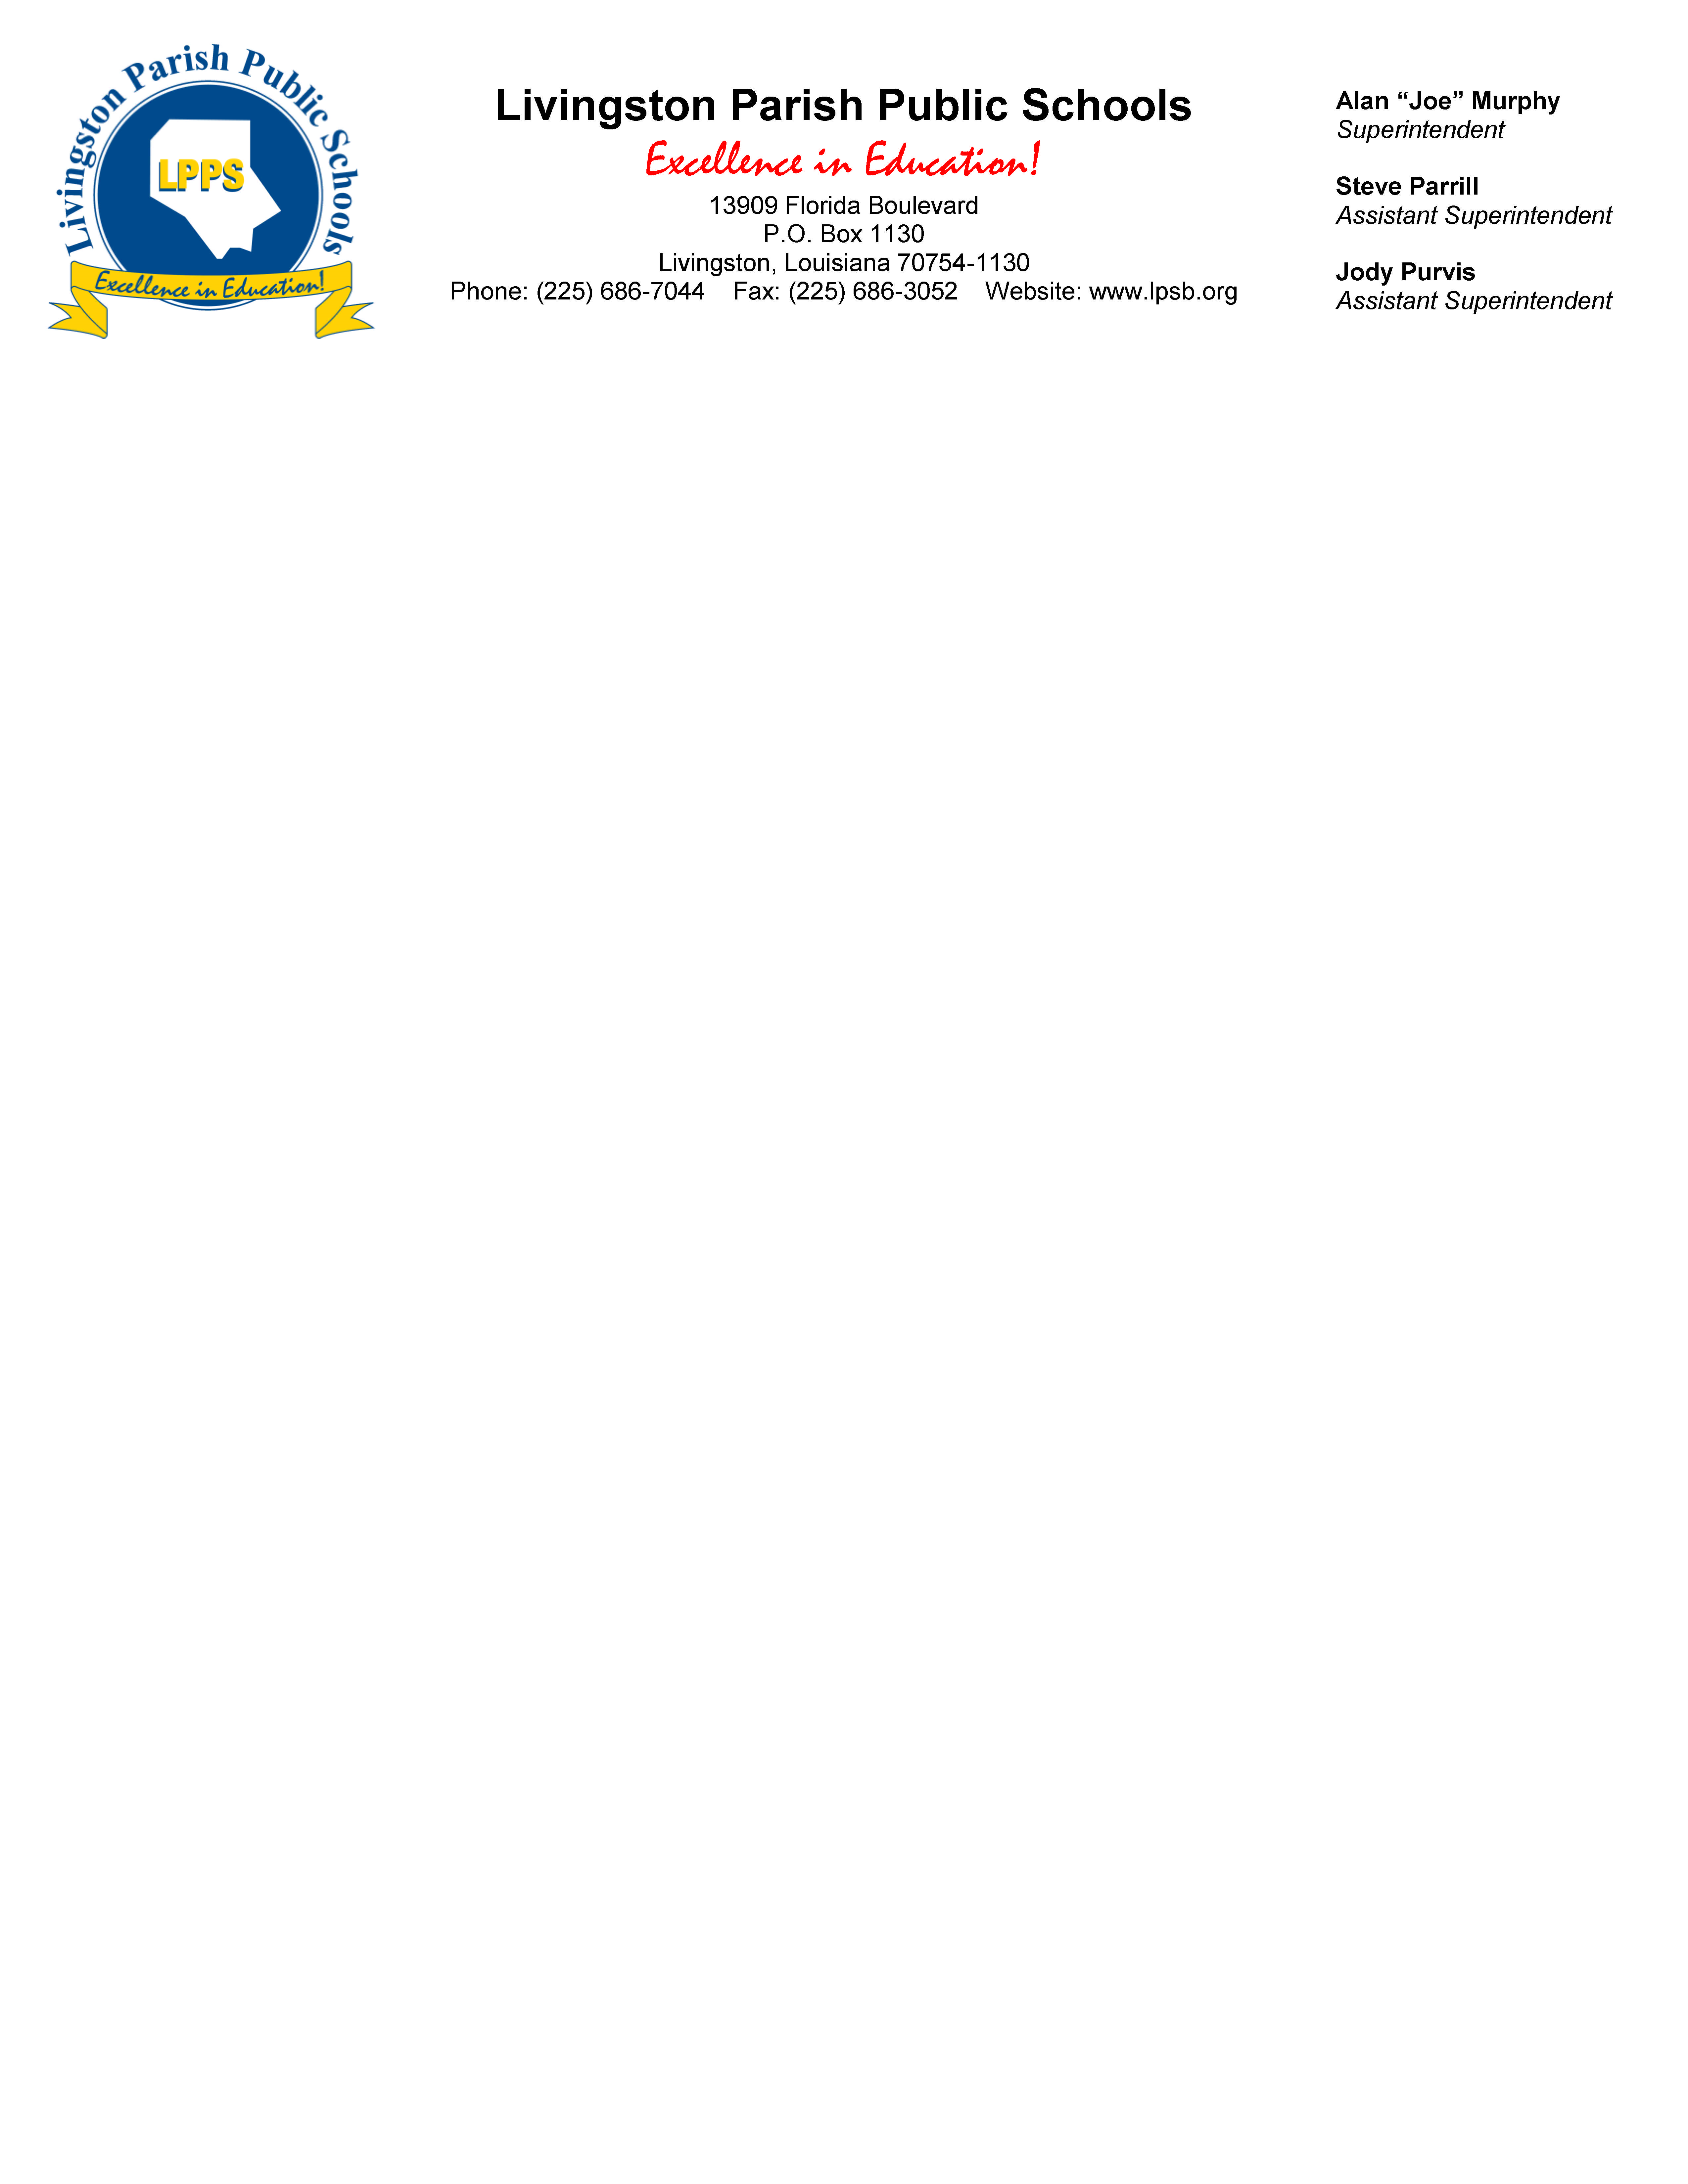 Livingston Parish Public Schools
LPPS
Excellence in Education!
Livingston Parish Public Schools
Excellence in Education!
13909 Florida Boulevard
P.O. Box 1130
Livingston, Louisiana 70754-1130
Phone: (225) 686-7044 Fax: (225) 686-3052 Website: www.lpsb.org
Alan “Joe” Murphy
Superintendent
Steve Parrill
Assistant Superintendent
Jody Purvis
Assistant Superintendent